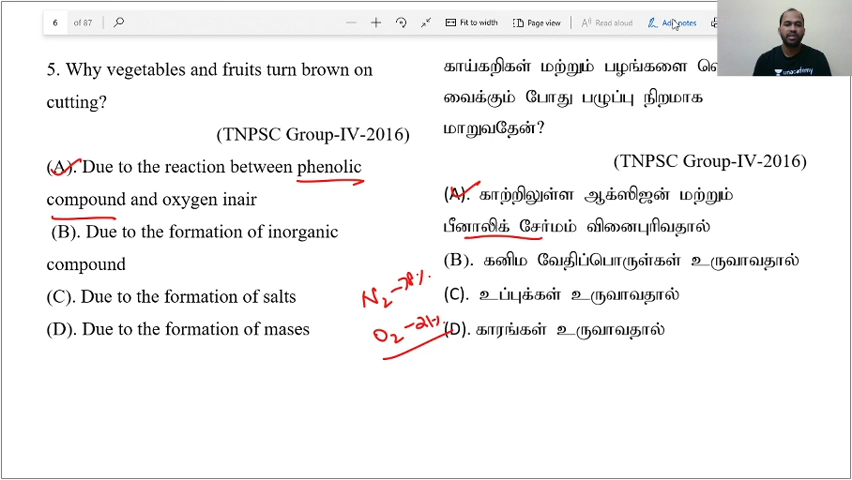 6 of 87 Fit to width Page view Read aloud Add notes
5. Why vegetables and fruits turn brown on
cutting?
(TNPSC Group-IV-2016)
(A). Due to the reaction between phenolic
compound and oxygen inair
(B). Due to the formation of inorganic
compound
(C). Due to the formation of salts
(D). Due to the formation of mases
N2 - 78%
O2 - 21%
காய்கறிகள் மற்றும் பழங்களை
வைக்கும் போது பழுப்பு நிறமாக
மாறுவதேன்?
(TNPSC Group-IV-2016)
(A). காற்றிலுள்ள ஆக்ஸிஜன் மற்றும்
பீனாலிக் சேர்மம் வினைபுரிவதால்
(B). கனிம வேதிப்பொருள்கள் உருவாவதால்
(C). உப்புக்கள் உருவாவதால்
(D). காரங்கள் உருவாவதால்
unacademy